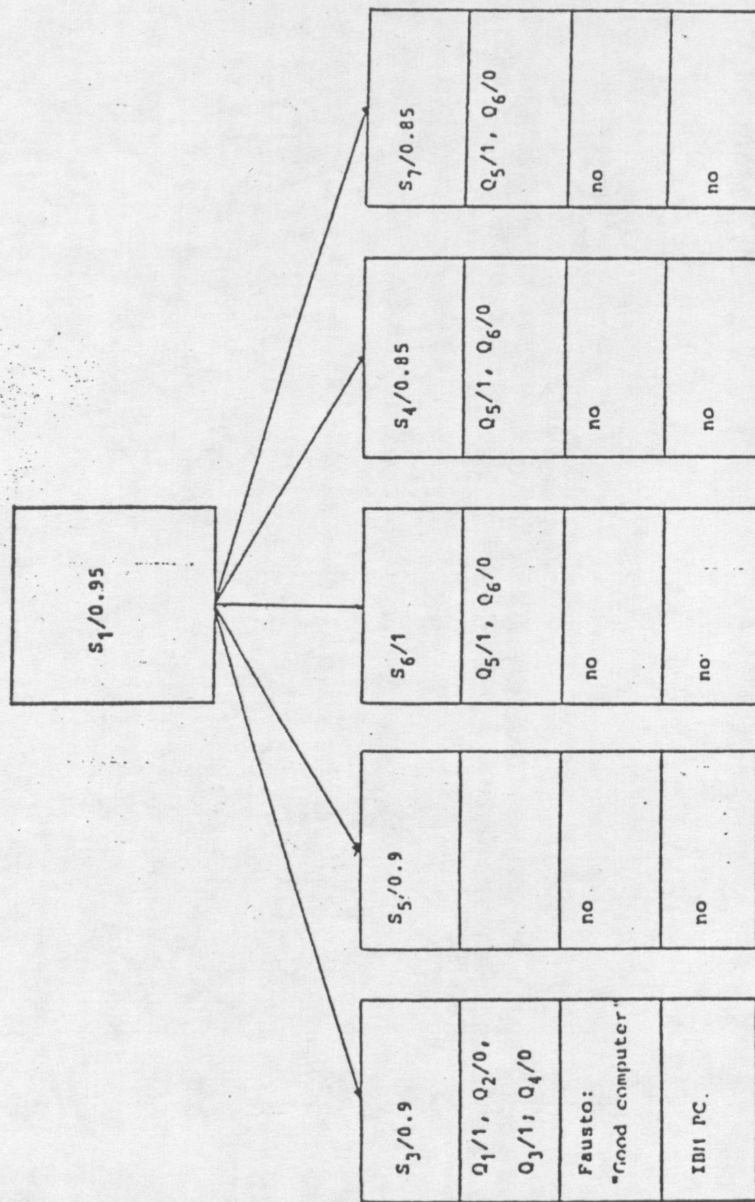 S₁/0.95
S₃/0.9
Q₁/1, Q₂/0,
Q₃/1; Q₄/0
Fausto:
"Good computer"
IBM PC.
S₅/0.9
no
no
S₆/1
Q₅/1, Q₆/0
no
no
S₄/0.85
Q₅/1, Q₆/0
no
no
S₇/0.85
Q₅/1, Q₆/0
no
no